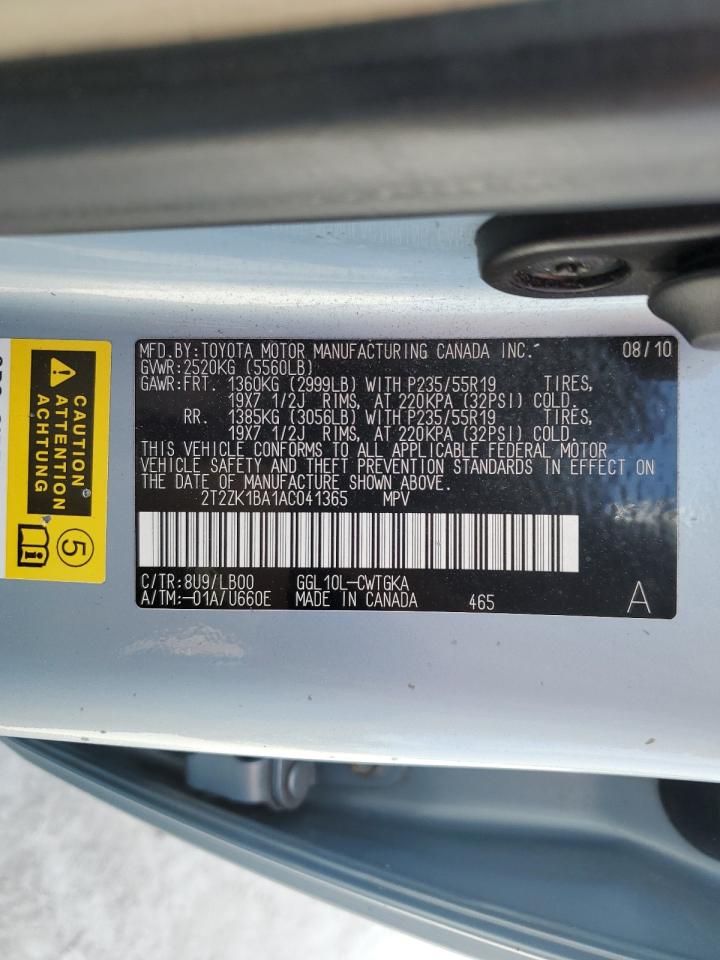 MFD.BY:TOYOTA MOTOR MANUFACTURING CANADA INC. 08/10
GVWR:2520KG (5560LB)
GAWR:FRT. 1360KG (2999LB) WITH P235/55R19 TIRES,
19X7 1/2J RIMS, AT 220KPA (32PSI) COLD.
RR. 1385KG (3056LB) WITH P235/55R19 TIRES,
19X7 1/2J RIMS, AT 220KPA (32PSI) COLD.
THIS VEHICLE CONFORMS TO ALL APPLICABLE FEDERAL MOTOR
VEHICLE SAFETY AND THEFT PREVENTION STANDARDS IN EFFECT ON
THE DATE OF MANUFACTURE SHOWN ABOVE.
2T2ZK1BA1AC041365 MPV
C/TR:8U9/LB00 GGL10L-CWTGKA
A/TM:-01A/U660E MADE IN CANADA 465 A
CAUTION
ATTENTION
ACHTUNG
5